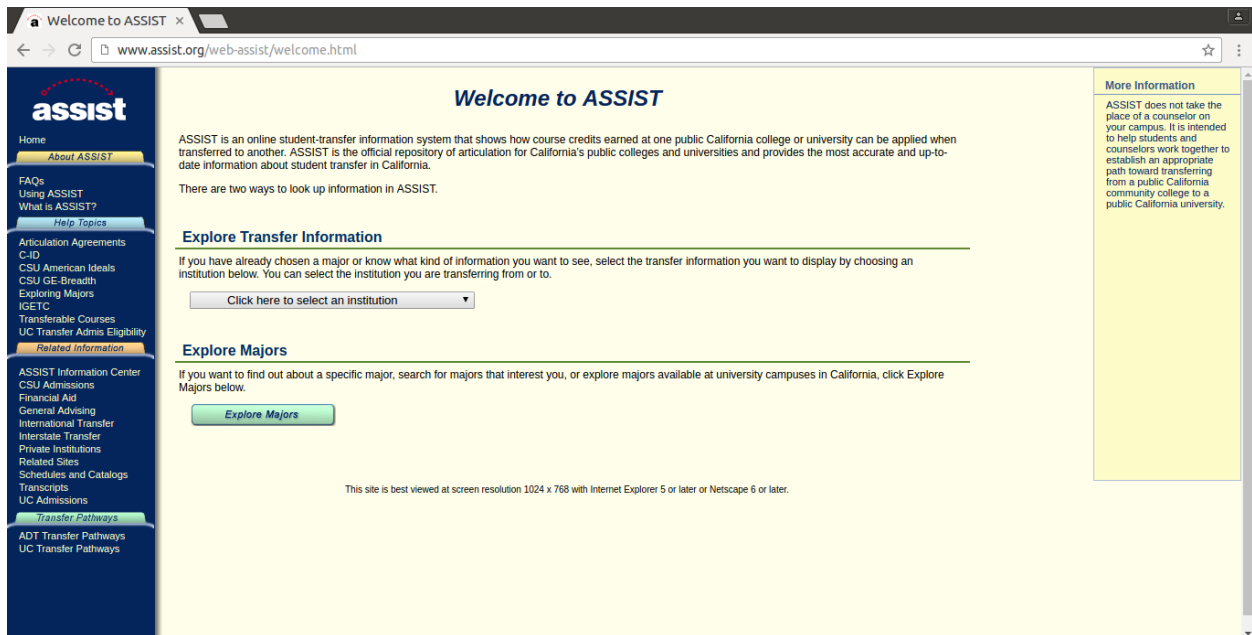 Welcome to ASSIST
www.assist.org/web-assist/welcome.html
assist
Home
About ASSIST
FAQs
Using ASSIST
What is ASSIST?
Help Topics
Articulation Agreements
C-ID
CSU American Ideals
CSU GE-Breadth
Exploring Majors
IGETC
Transferable Courses
UC Transfer Admis Eligibility
Related Information
ASSIST Information Center
CSU Admissions
Financial Aid
General Advising
International Transfer
Interstate Transfer
Private Institutions
Related Sites
Schedules and Catalogs
Transcripts
UC Admissions
Transfer Pathways
ADT Transfer Pathways
UC Transfer Pathways
Welcome to ASSIST
ASSIST is an online student-transfer information system that shows how course credits earned at one public California college or university can be applied when
transferred to another. ASSIST is the official repository of articulation for California's public colleges and universities and provides the most accurate and up-to-
date information about student transfer in California.
There are two ways to look up information in ASSIST.
Explore Transfer Information
If you have already chosen a major or know what kind of information you want to see, select the transfer information you want to display by choosing an
institution below. You can select the institution you are transferring from or to.
Click here to select an institution
Explore Majors
If you want to find out about a specific major, search for majors that interest you, or explore majors available at university campuses in California, click Explore
Majors below.
Explore Majors
This site is best viewed at screen resolution 1024 x 768 with Internet Explorer 5 or later or Netscape 6 or later.
More Information
ASSIST does not take the
place of a counselor on
your campus. It is intended
to help students and
counselors work together to
establish an appropriate
path toward transferring
from a public California
community college to a
public California university.